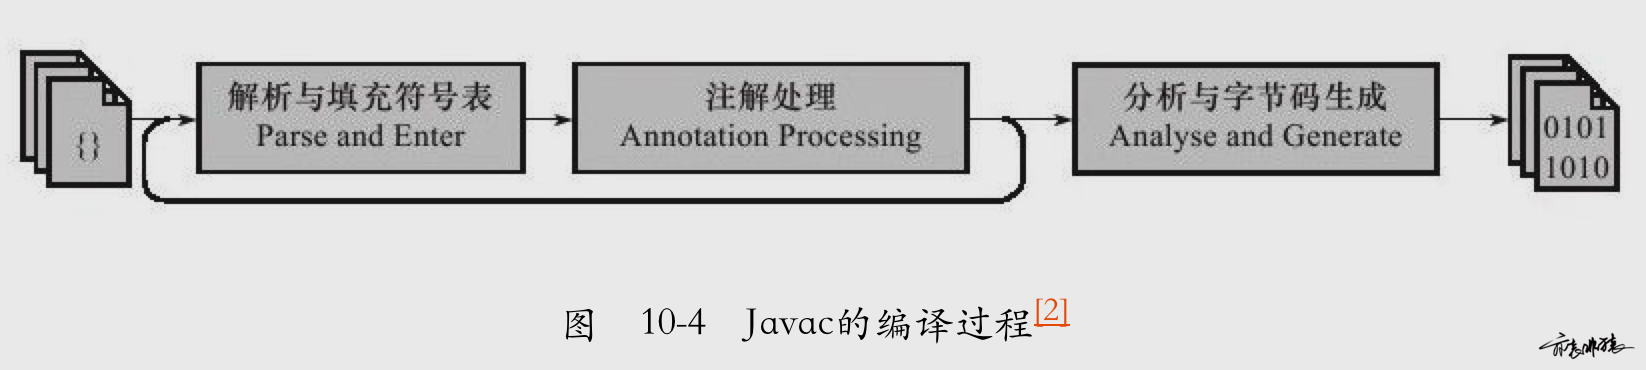 {}
解析与填充符号表
Parse and Enter
注解处理
Annotation Processing
分析与字节码生成
Analyse and Generate
0101
1010
图 10-4 Javac的编译过程[2]